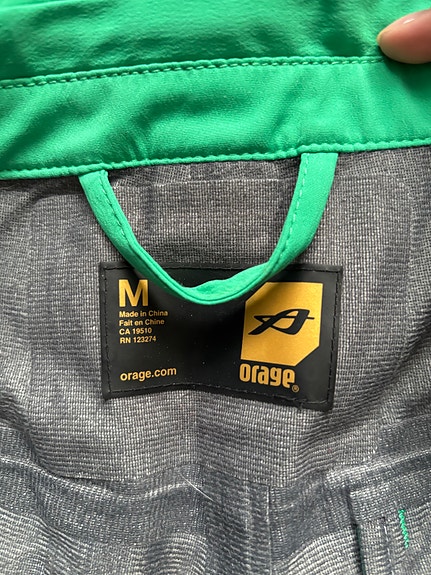 M
Made in China
Fait en Chine
CA 19510
RN 123274
orage.com
orage®